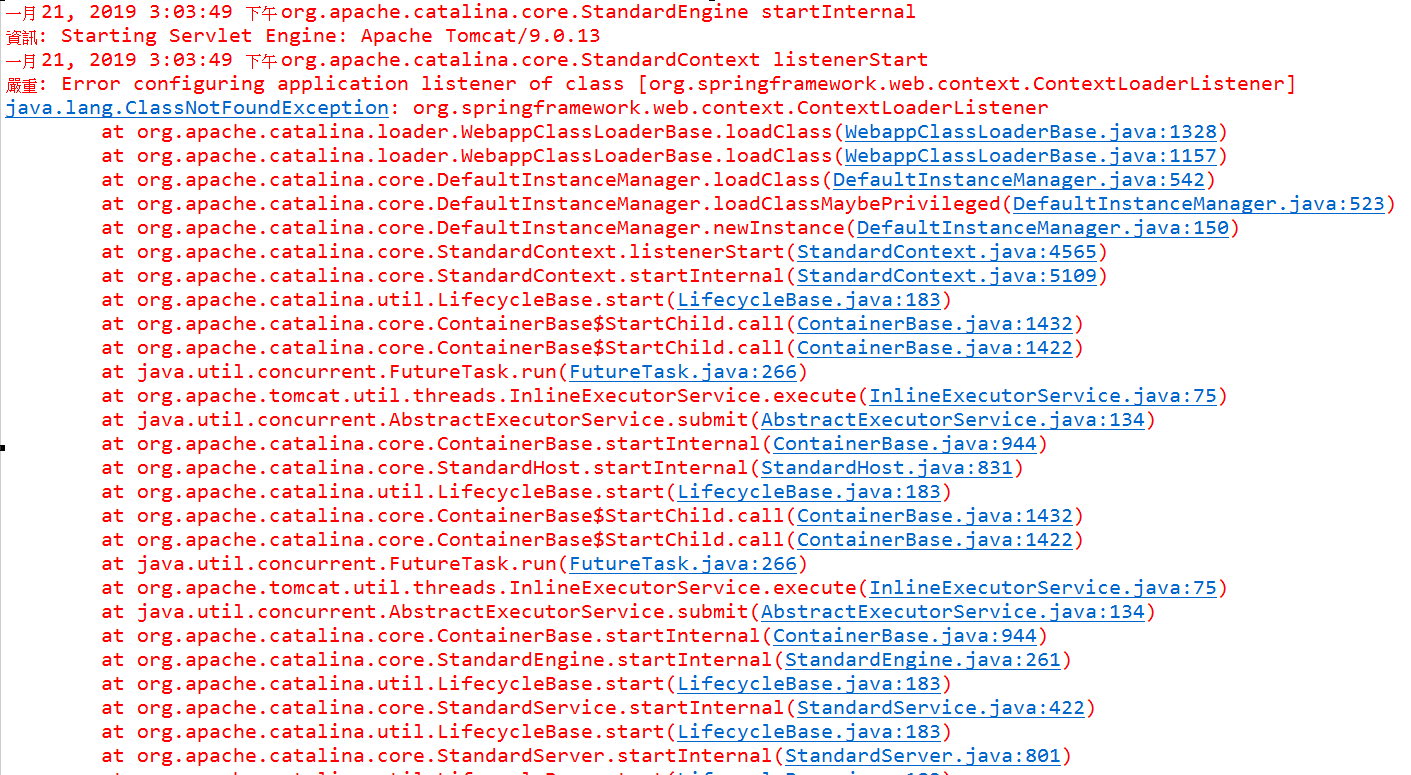 一月21, 2019 3:03:49 下午org.apache.catalina.core.StandardEngine startInternal
資訊: Starting Servlet Engine: Apache Tomcat/9.0.13
一月21, 2019 3:03:49 下午org.apache.catalina.core.StandardContext listenerStart
嚴重: Error configuring application listener of class [org.springframework.web.context.ContextLoaderListener]
java.lang.ClassNotFoundException: org.springframework.web.context.ContextLoaderListener
at org.apache.catalina.loader.WebappClassLoaderBase.loadClass(WebappClassLoaderBase.java:1328)
at org.apache.catalina.loader.WebappClassLoaderBase.loadClass(WebappClassLoaderBase.java:1157)
at org.apache.catalina.core.DefaultInstanceManager.loadClass(DefaultInstanceManager.java:542)
at org.apache.catalina.core.DefaultInstanceManager.loadClassMaybePrivileged(DefaultInstanceManager.java:523)
at org.apache.catalina.core.DefaultInstanceManager.newInstance(DefaultInstanceManager.java:150)
at org.apache.catalina.core.StandardContext.listenerStart(StandardContext.java:4565)
at org.apache.catalina.core.StandardContext.startInternal(StandardContext.java:5109)
at org.apache.catalina.util.LifecycleBase.start(LifecycleBase.java:183)
at org.apache.catalina.core.ContainerBase$StartChild.call(ContainerBase.java:1432)
at org.apache.catalina.core.ContainerBase$StartChild.call(ContainerBase.java:1422)
at java.util.concurrent.FutureTask.run(FutureTask.java:266)
at org.apache.tomcat.util.threads.InlineExecutorService.execute(InlineExecutorService.java:75)
at java.util.concurrent.AbstractExecutorService.submit(AbstractExecutorService.java:134)
at org.apache.catalina.core.ContainerBase.startInternal(ContainerBase.java:944)
at org.apache.catalina.core.StandardHost.startInternal(StandardHost.java:831)
at org.apache.catalina.util.LifecycleBase.start(LifecycleBase.java:183)
at org.apache.catalina.core.ContainerBase$StartChild.call(ContainerBase.java:1432)
at org.apache.catalina.core.ContainerBase$StartChild.call(ContainerBase.java:1422)
at java.util.concurrent.FutureTask.run(FutureTask.java:266)
at org.apache.tomcat.util.threads.InlineExecutorService.execute(InlineExecutorService.java:75)
at java.util.concurrent.AbstractExecutorService.submit(AbstractExecutorService.java:134)
at org.apache.catalina.core.ContainerBase.startInternal(ContainerBase.java:944)
at org.apache.catalina.core.StandardEngine.startInternal(StandardEngine.java:261)
at org.apache.catalina.util.LifecycleBase.start(LifecycleBase.java:183)
at org.apache.catalina.core.StandardService.startInternal(StandardService.java:422)
at org.apache.catalina.util.LifecycleBase.start(LifecycleBase.java:183)
at org.apache.catalina.core.StandardServer.startInternal(StandardServer.java:801)